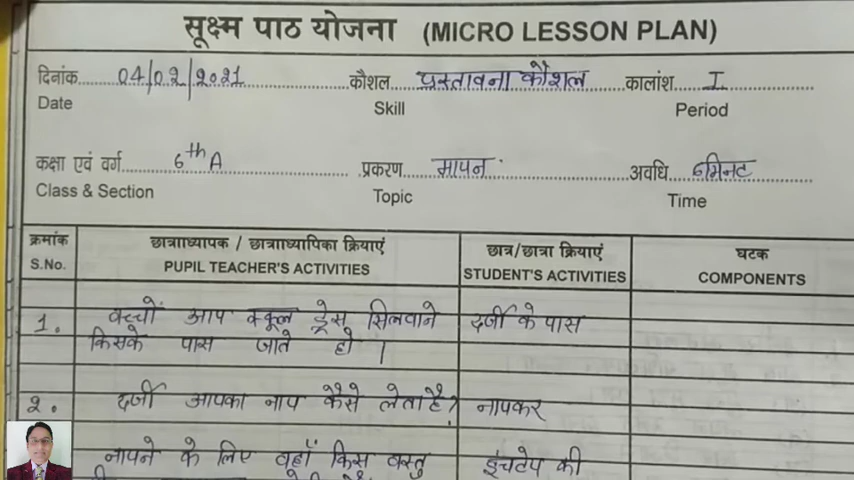 सूक्ष्म पाठ योजना (MICRO LESSON PLAN)
दिनांक 04/02/2021 कौशल प्रस्तावना कौशल कालांश I
Date Skill Period
कक्षा एवं वर्ग 6th A प्रकरण मापन अवधि 6मिनट
Class & Section Topic Time
क्रमांक छात्राध्यापक / छात्राध्यापिका क्रियाएं छात्र/छात्रा क्रियाएं घटक
S.No. PUPIL TEACHER'S ACTIVITIES STUDENT'S ACTIVITIES COMPONENTS
1. बच्चों आप स्कूल ड्रेस सिलवाने दर्जी के पास
किसके पास जाते हो ।
2. दर्जी आपका नाप कैसे लेता है? नापकर
नापने के लिए वहाँ किस वस्तु इंचटेप की